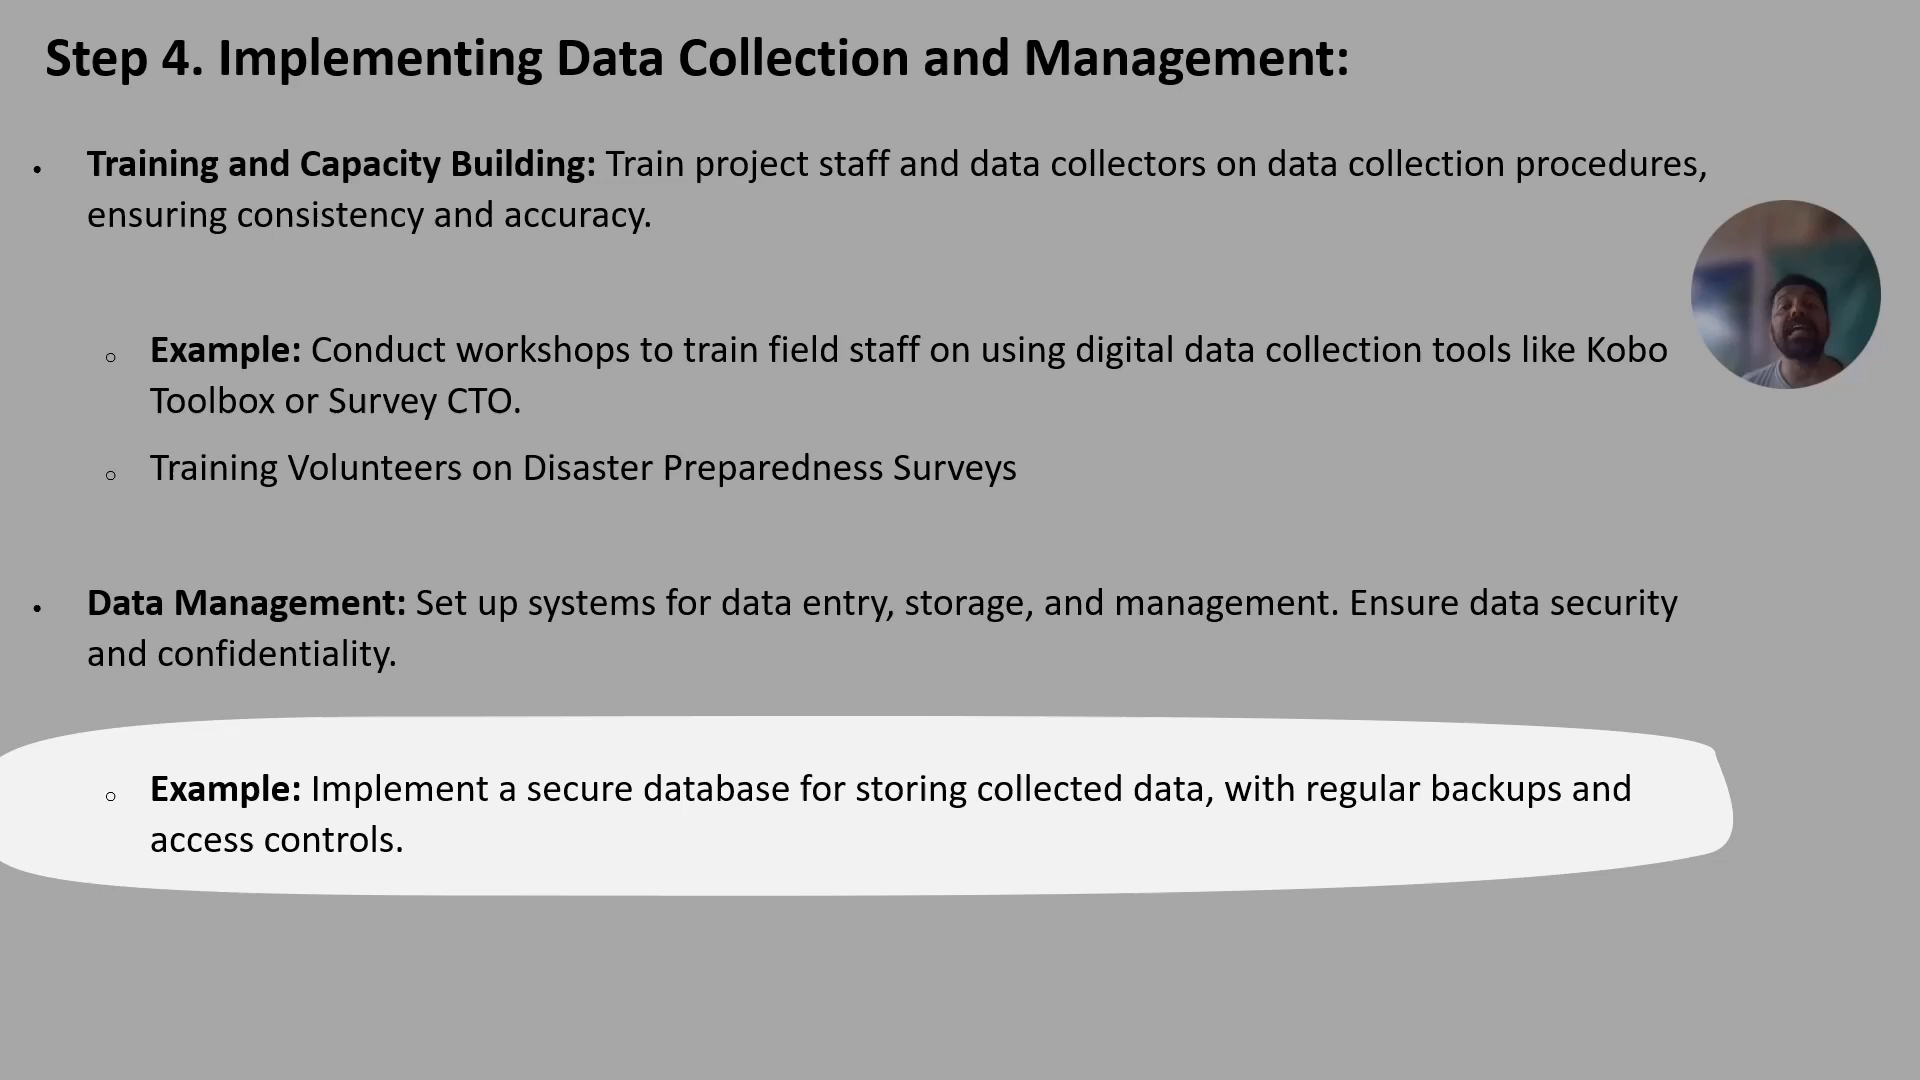 Step 4. Implementing Data Collection and Management:
• Training and Capacity Building: Train project staff and data collectors on data collection procedures,
ensuring consistency and accuracy.
○ Example: Conduct workshops to train field staff on using digital data collection tools like Kobo
Toolbox or Survey CTO.
○ Training Volunteers on Disaster Preparedness Surveys
• Data Management: Set up systems for data entry, storage, and management. Ensure data security
and confidentiality.
○ Example: Implement a secure database for storing collected data, with regular backups and
access controls.